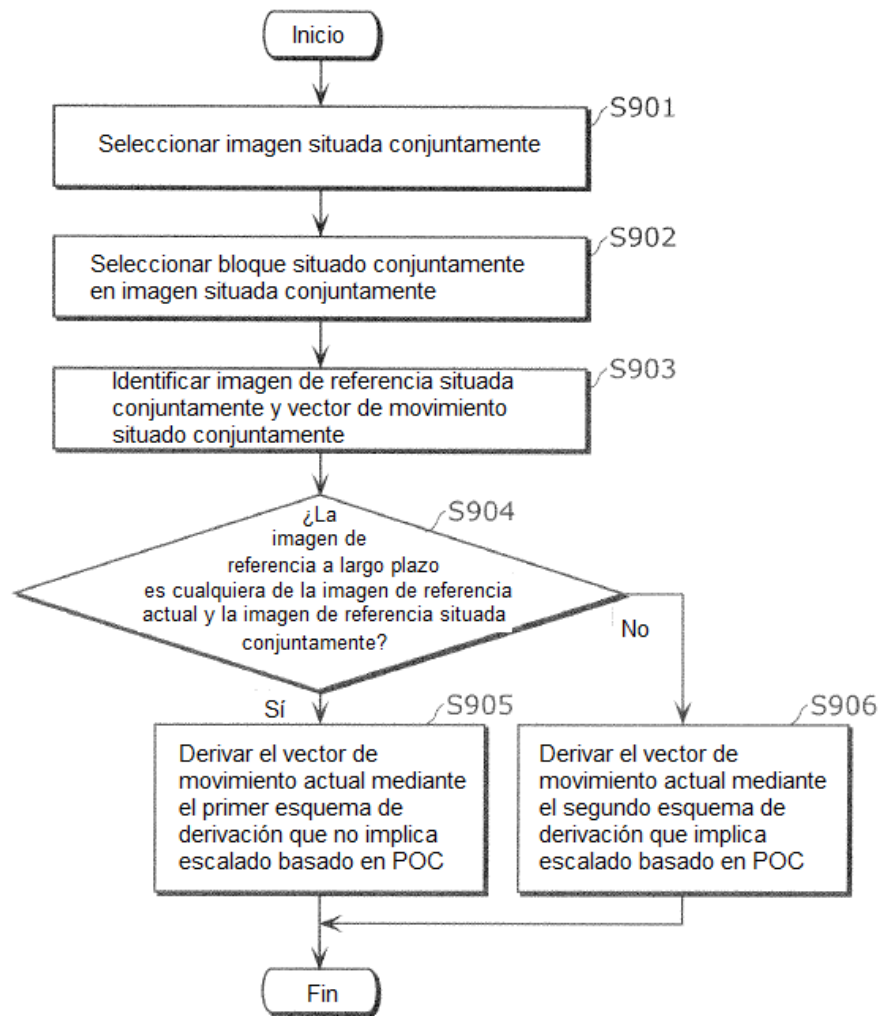 Inicio
S901
Seleccionar imagen situada conjuntamente
S902
Seleccionar bloque situado conjuntamente
en imagen situada conjuntamente
S903
Identificar imagen de referencia situada
conjuntamente y vector de movimiento
situado conjuntamente
S904
¿La
imagen de
referencia a largo plazo
es cualquiera de la imagen de referencia
actual y la imagen de referencia situada
conjuntamente?
No
Sí
S905
Derivar el vector de
movimiento actual mediante
el primer esquema de
derivación que no implica
escalado basado en POC
S906
Derivar el vector de
movimiento actual mediante
el segundo esquema de
derivación que implica
escalado basado en POC
Fin